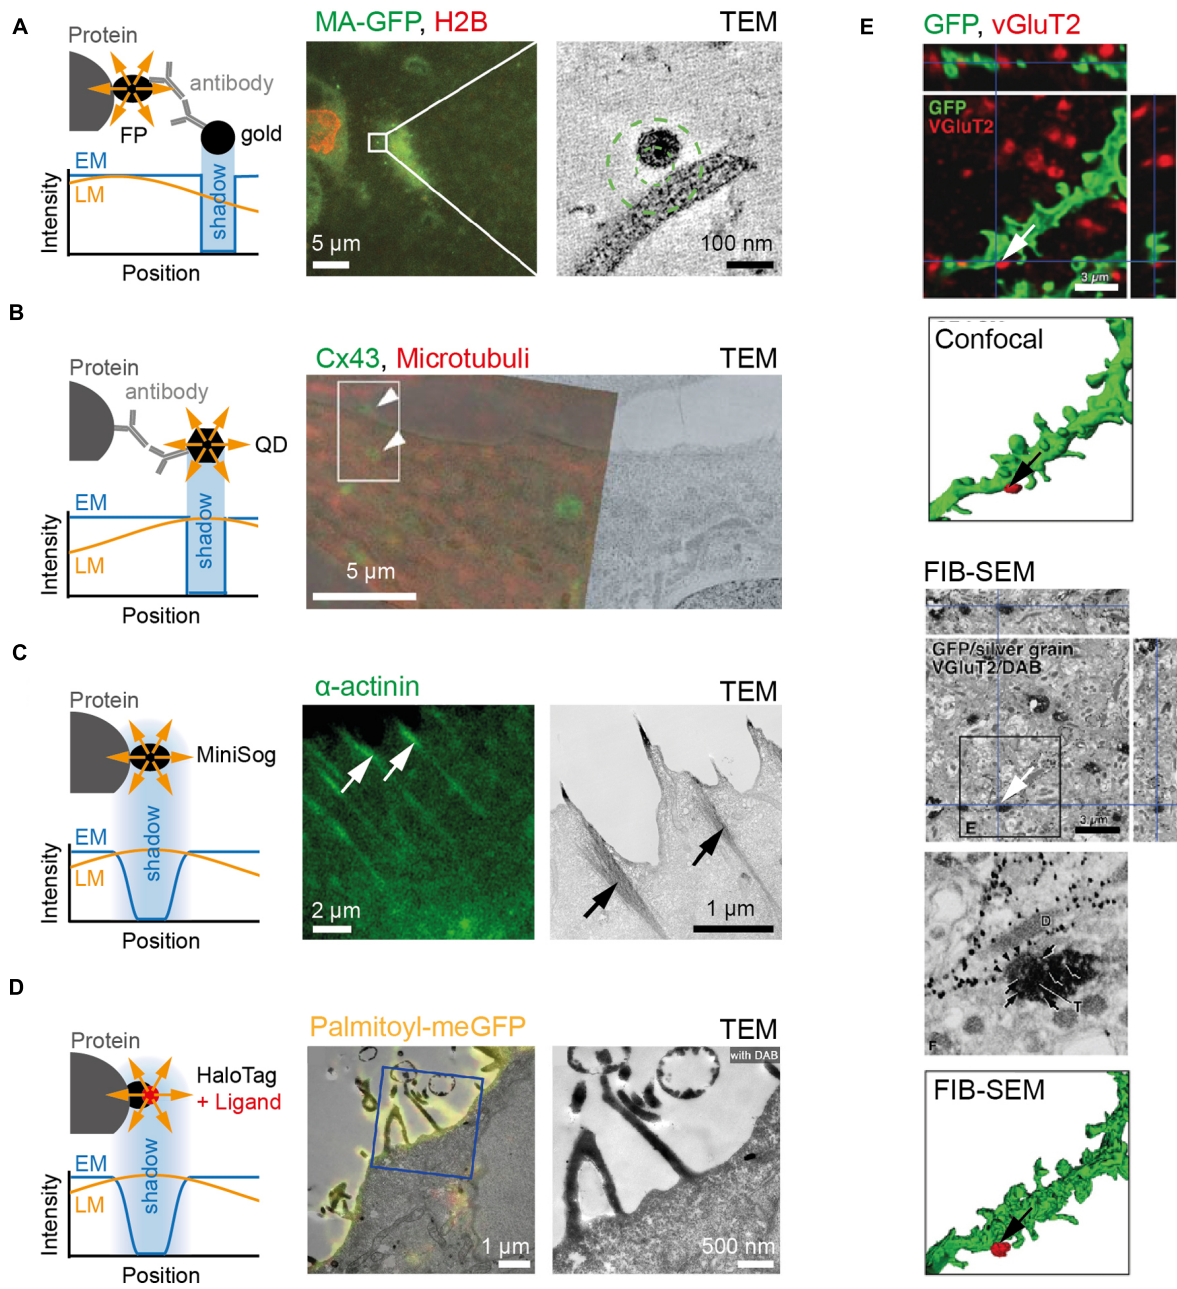 A
Protein
antibody
FP
gold
EM
LM
shadow
Intensity
Position
MA-GFP, H2B
TEM
5 µm
100 nm
B
Protein
antibody
QD
EM
LM
shadow
Intensity
Position
Cx43, Microtubuli
TEM
5 µm
C
Protein
MiniSog
EM
LM
shadow
Intensity
Position
α-actinin
TEM
2 µm
1 µm
D
Protein
HaloTag
+ Ligand
EM
LM
shadow
Intensity
Position
Palmitoyl-meGFP
TEM
with DAB
1 µm
500 nm
E
GFP, vGluT2
GFP
VGluT2
3 µm
Confocal
FIB-SEM
GFP/silver grain
VGluT2/DAB
E
3 µm
D
T
F
FIB-SEM